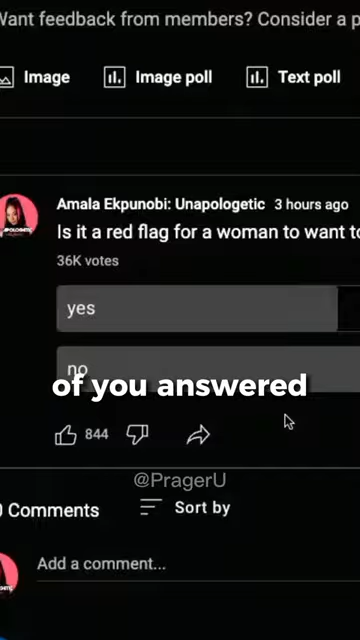 Want feedback from members? Consider a p
Image Image poll Text poll
Amala Ekpunobi: Unapologetic 3 hours ago
Is it a red flag for a woman to want to
36K votes
yes
no
of you answered
844
@PragerU
0 Comments Sort by
Add a comment...